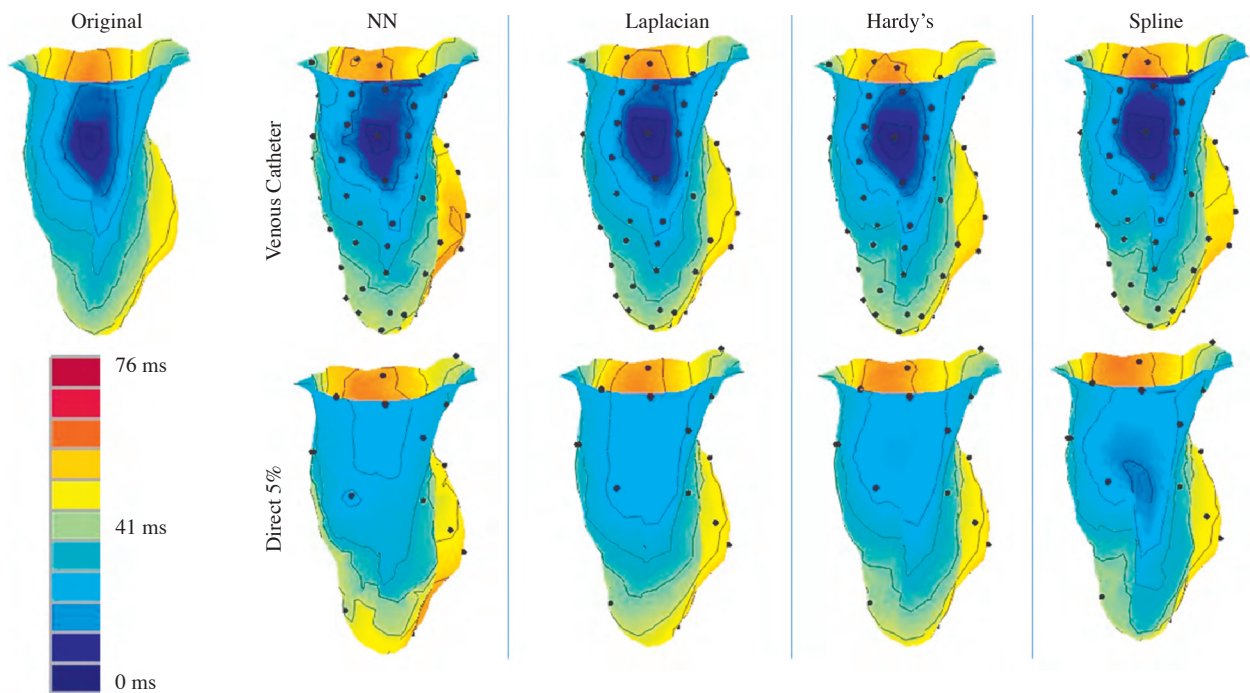 Original
NN
Laplacian
Hardy's
Spline
Venous Catheter
Direct 5%
76 ms
41 ms
0 ms